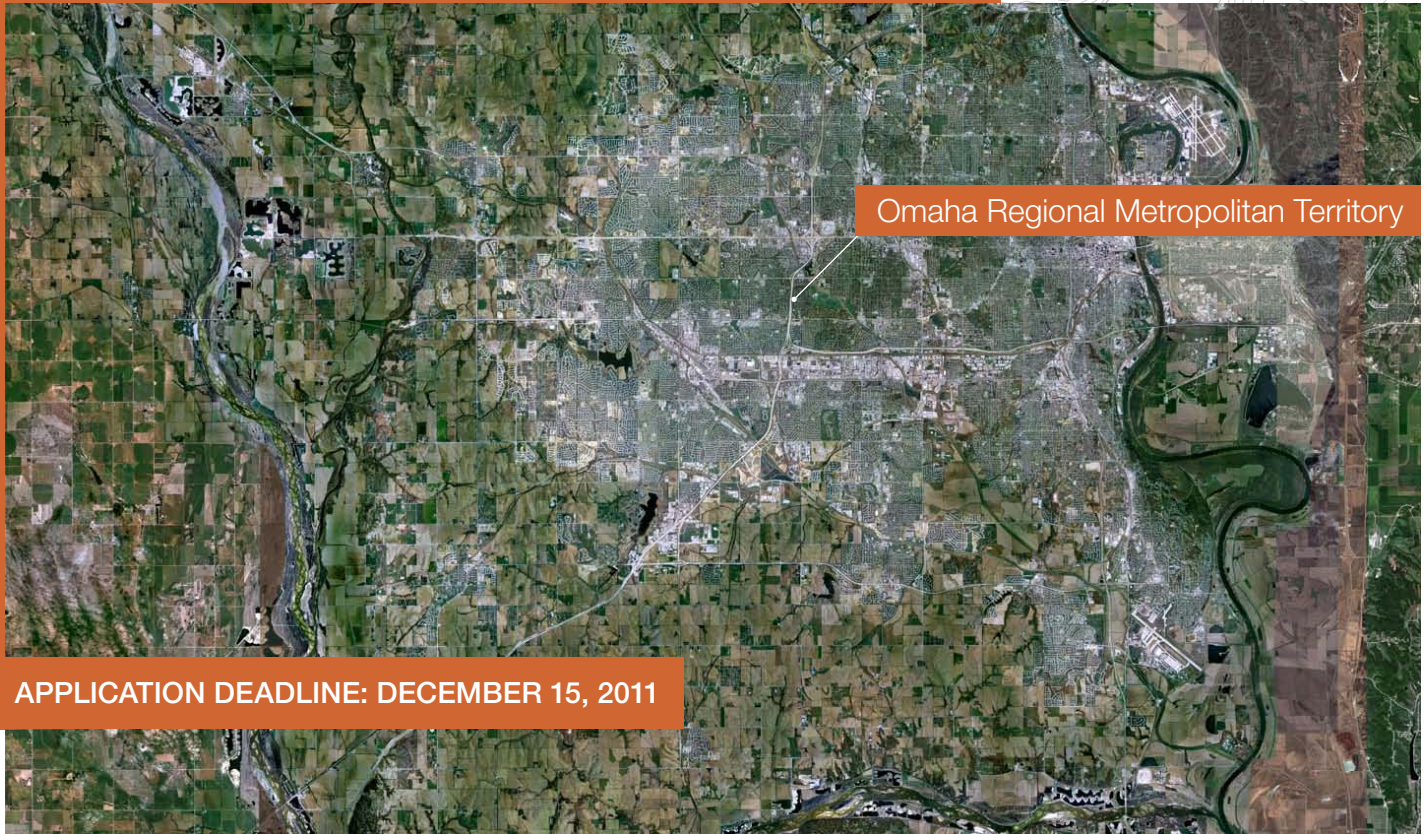 Omaha Regional Metropolitan Territory
APPLICATION DEADLINE: DECEMBER 15, 2011